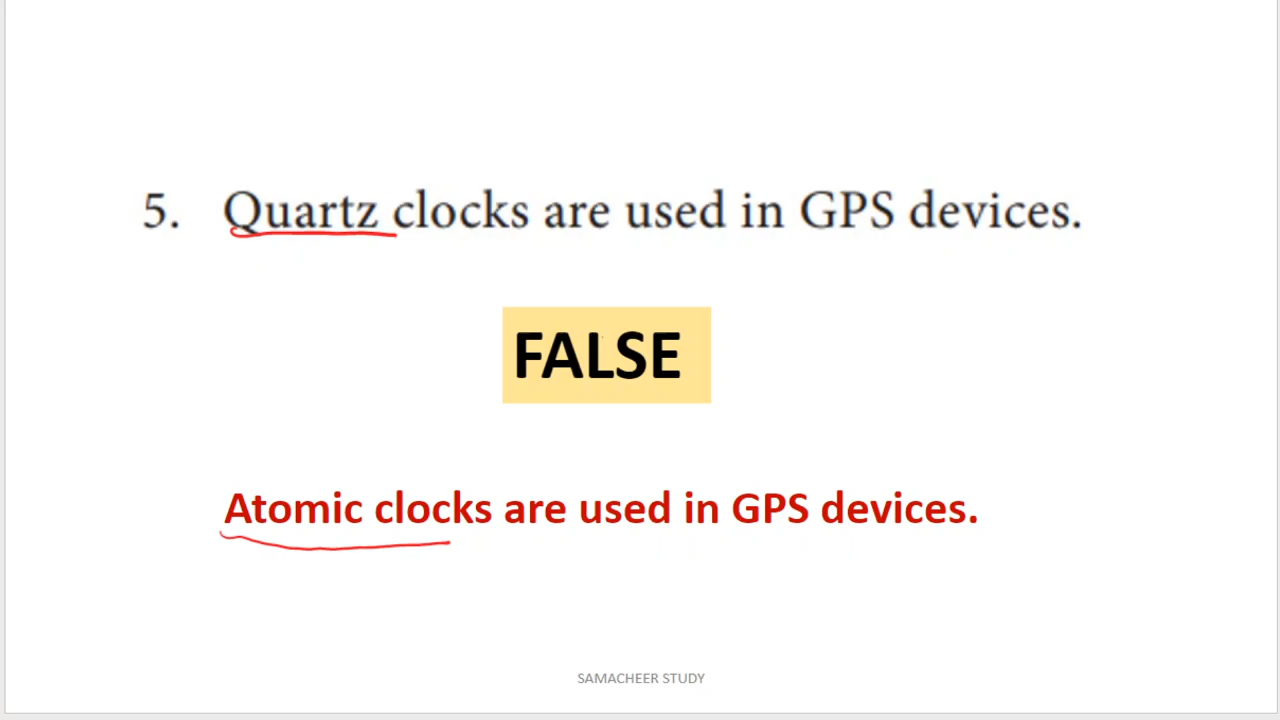 5. Quartz clocks are used in GPS devices.
FALSE
Atomic clocks are used in GPS devices.
SAMACHEER STUDY